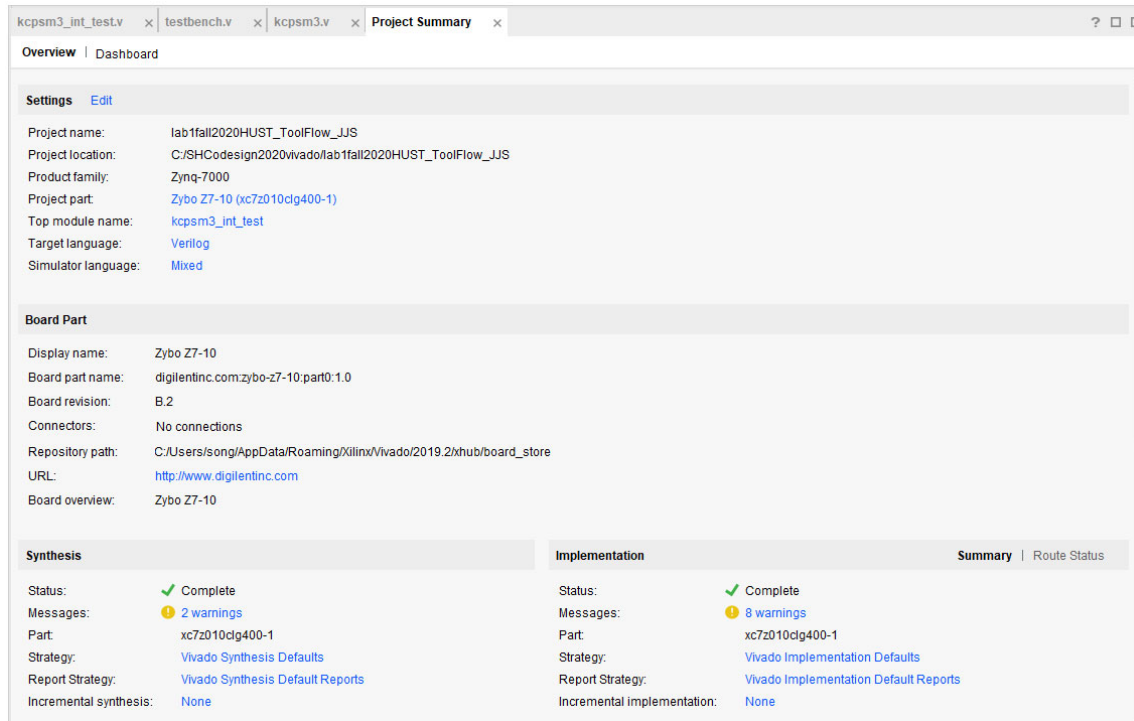 kcpsm3_int_test.v × testbench.v × kcpsm3.v × Project Summary × ?
Overview | Dashboard
Settings Edit
Project name: lab1fall2020HUST_ToolFlow_JJS
Project location: C:/SHCodesign2020vivado/lab1fall2020HUST_ToolFlow_JJS
Product family: Zynq-7000
Project part: Zybo Z7-10 (xc7z010clg400-1)
Top module name: kcpsm3_int_test
Target language: Verilog
Simulator language: Mixed
Board Part
Display name: Zybo Z7-10
Board part name: digilentinc.com:zybo-z7-10:part0:1.0
Board revision: B.2
Connectors: No connections
Repository path: C:/Users/song/AppData/Roaming/Xilinx/Vivado/2019.2/xhub/board_store
URL: http://www.digilentinc.com
Board overview: Zybo Z7-10
Synthesis
Status: Complete
Messages: 2 warnings
Part: xc7z010clg400-1
Strategy: Vivado Synthesis Defaults
Report Strategy: Vivado Synthesis Default Reports
Incremental synthesis: None
Implementation Summary | Route Status
Status: Complete
Messages: 8 warnings
Part: xc7z010clg400-1
Strategy: Vivado Implementation Defaults
Report Strategy: Vivado Implementation Default Reports
Incremental implementation: None